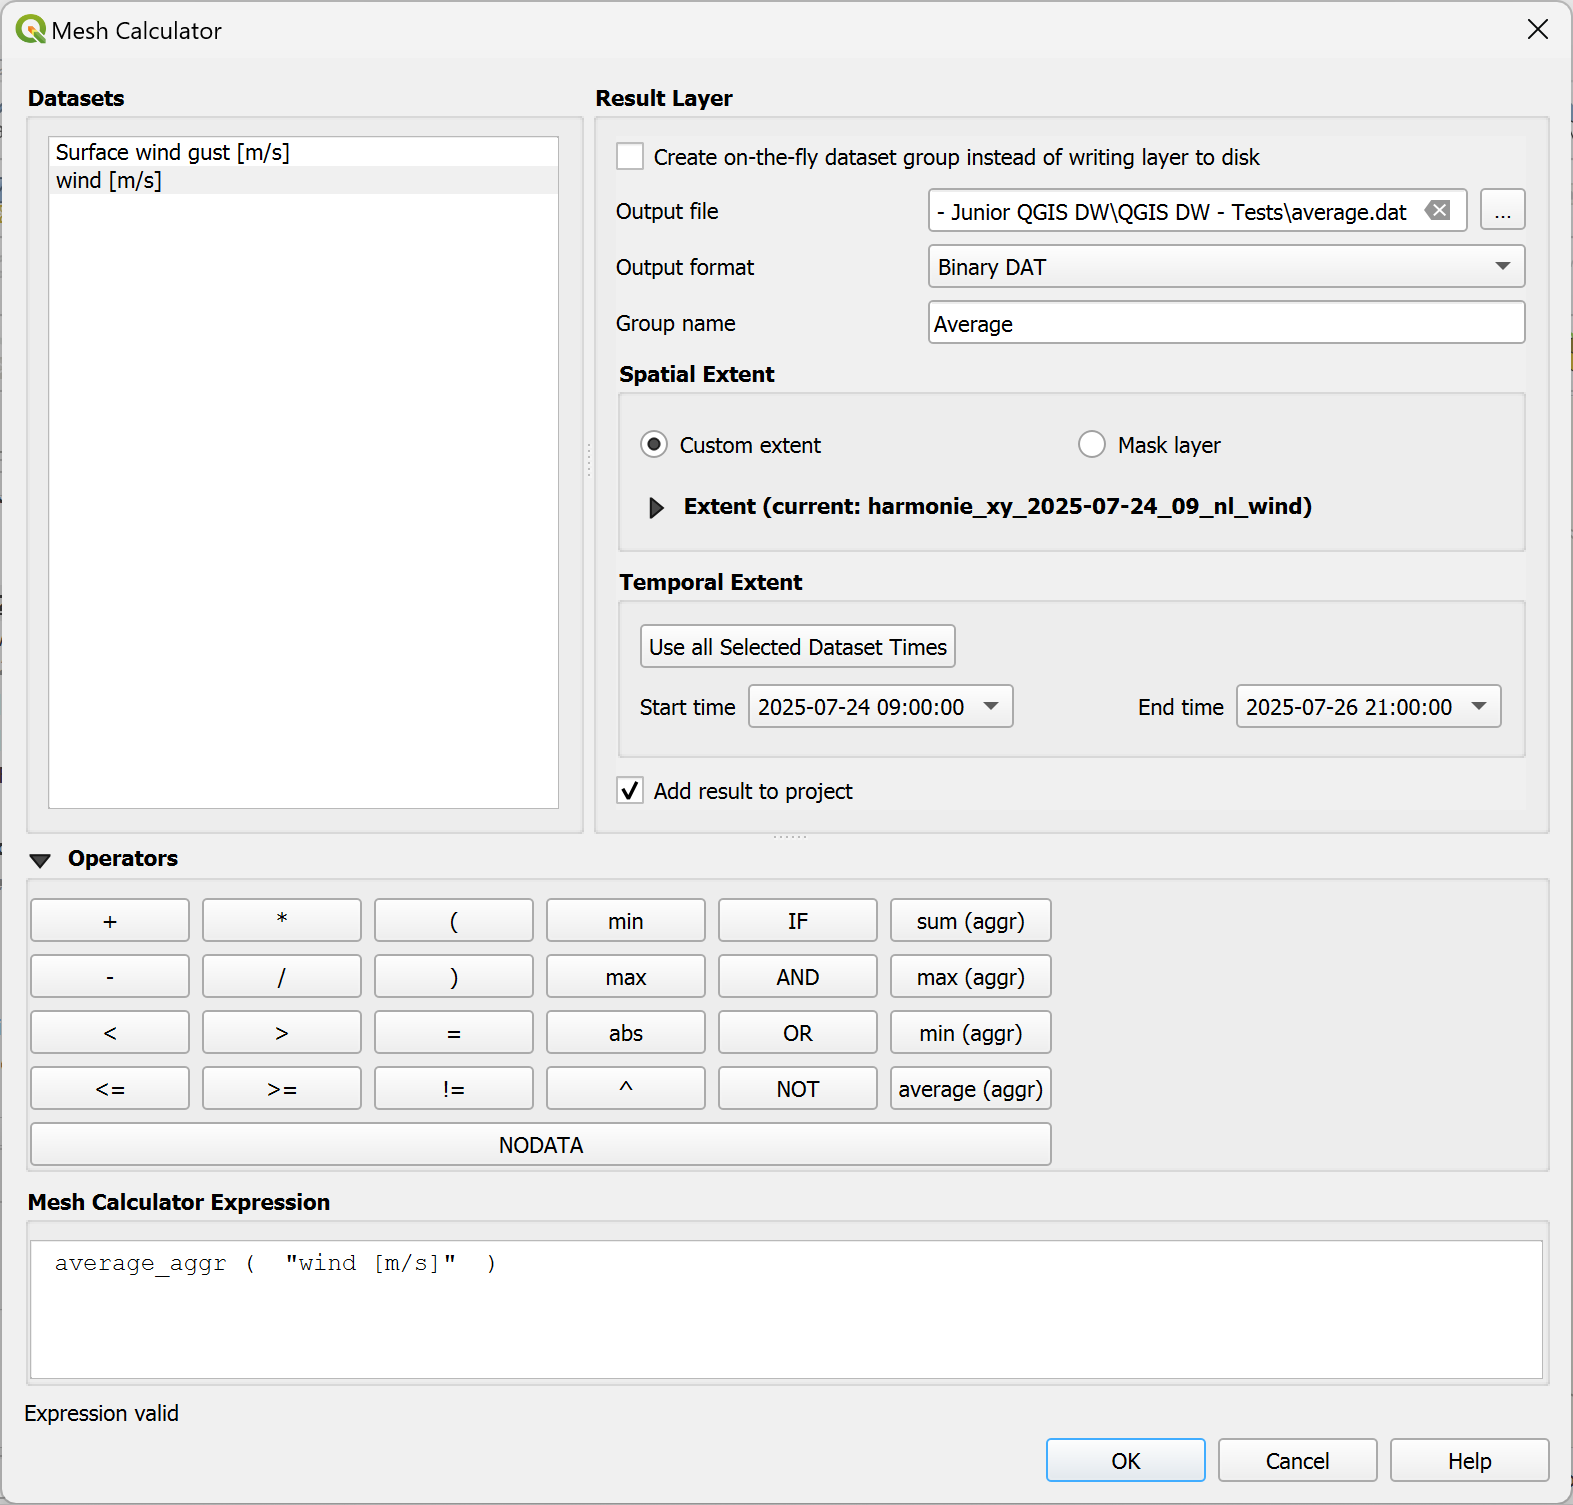 Mesh Calculator
Datasets
Surface wind gust [m/s]
wind [m/s]
Result Layer
Create on-the-fly dataset group instead of writing layer to disk
Output file
- Junior QGIS DW\QGIS DW - Tests\average.dat
...
Output format
Binary DAT
Group name
Average
Spatial Extent
Custom extent
Mask layer
Extent (current: harmonie_xy_2025-07-24_09_nl_wind)
Temporal Extent
Use all Selected Dataset Times
Start time
2025-07-24 09:00:00
End time
2025-07-26 21:00:00
Add result to project
Operators
+ * ( min IF sum (aggr)
- / ) max AND max (aggr)
< > = abs OR min (aggr)
<= >= != ^ NOT average (aggr)
NODATA
Mesh Calculator Expression
average_aggr ( "wind [m/s]" )
Expression valid
OK Cancel Help